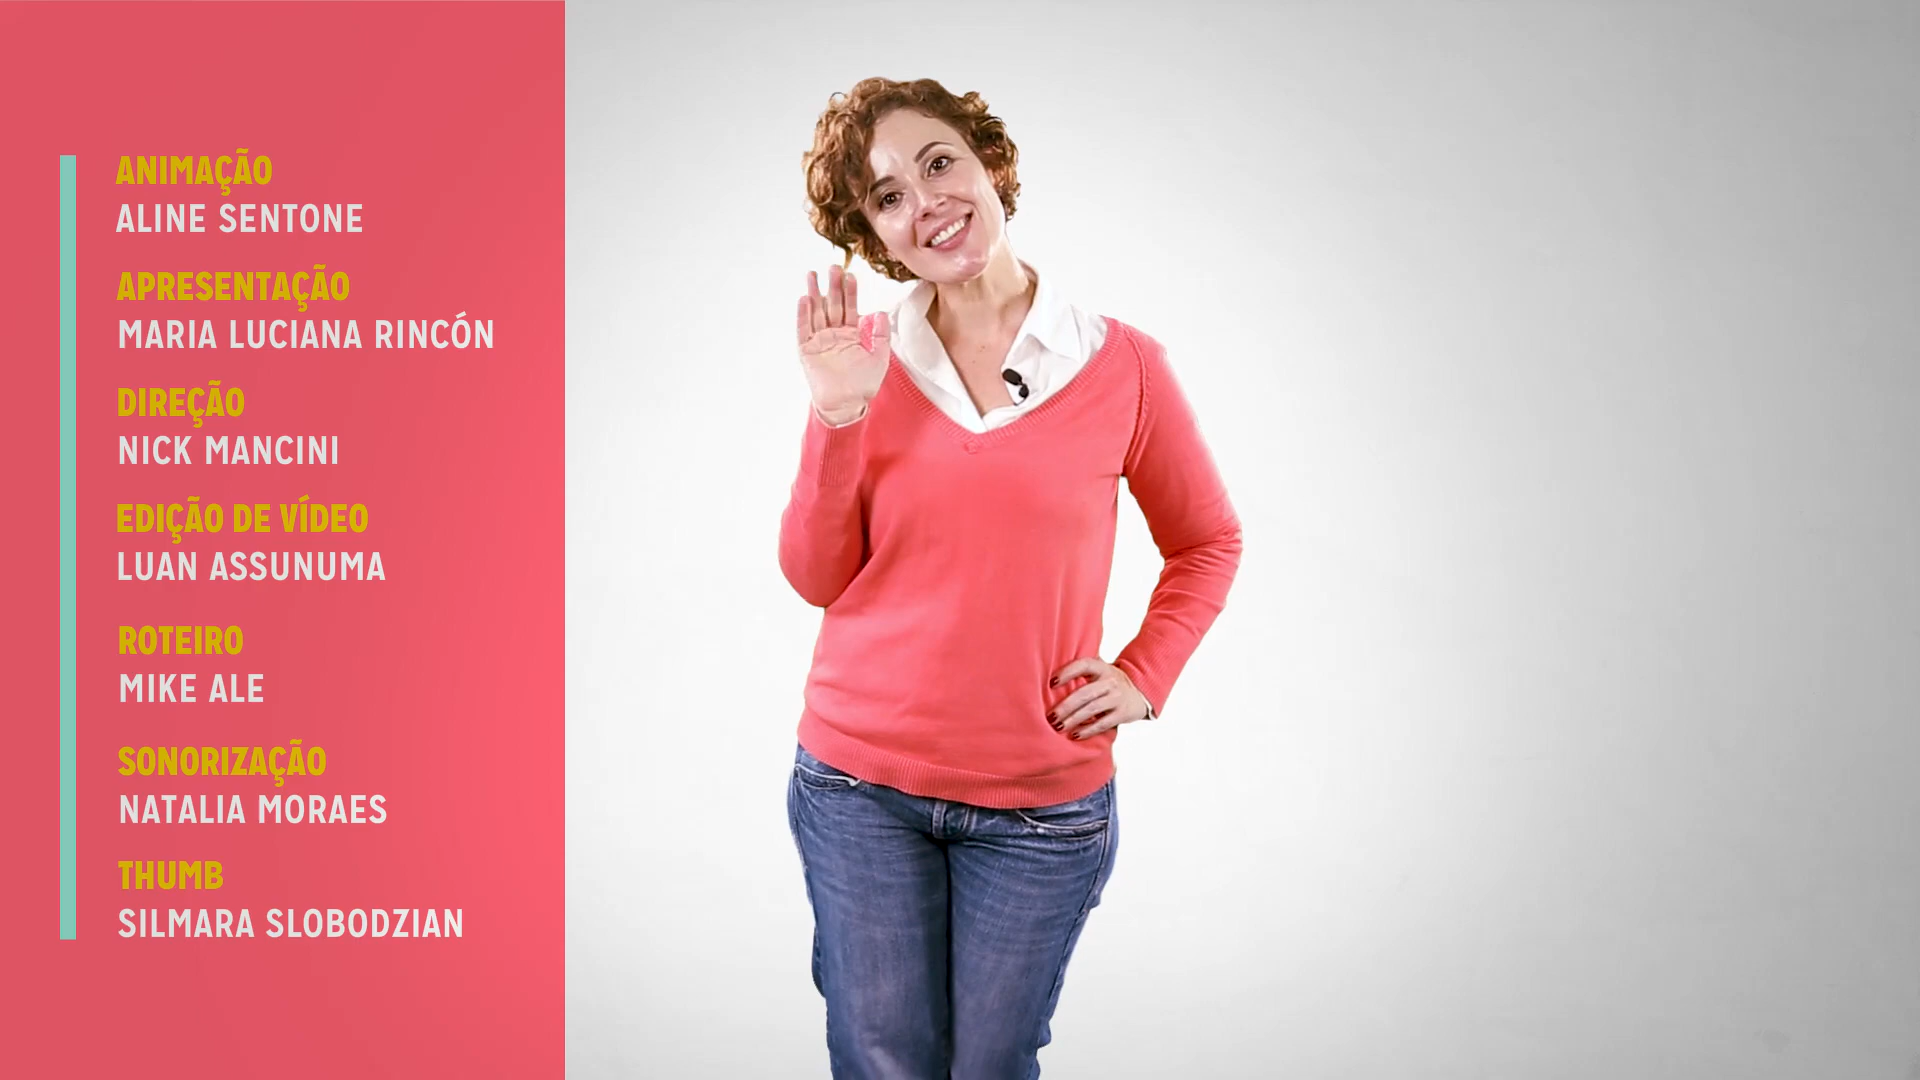 ANIMAÇÃO
ALINE SENTONE
APRESENTAÇÃO
MARIA LUCIANA RINCÓN
DIREÇÃO
NICK MANCINI
EDIÇÃO DE VÍDEO
LUAN ASSUNUMA
ROTEIRO
MIKE ALE
SONORIZAÇÃO
NATALIA MORAES
THUMB
SILMARA SLOBODZIAN